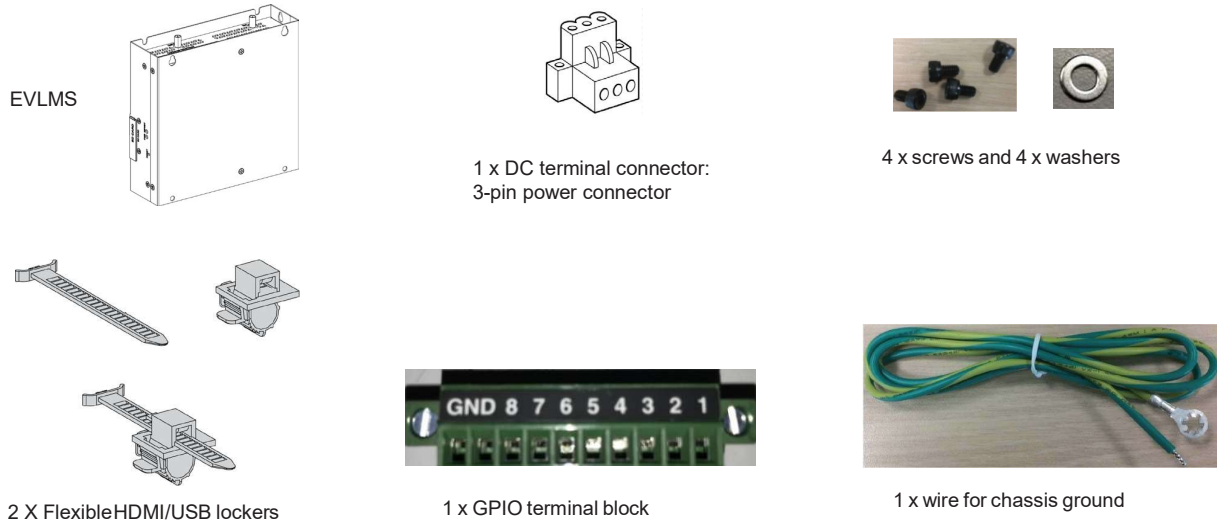 EVLMS
1 x DC terminal connector:
3-pin power connector
4 x screws and 4 x washers
GND 8 7 6 5 4 3 2 1
2 X FlexibleHDMI/USB lockers
1 x GPIO terminal block
1 x wire for chassis ground